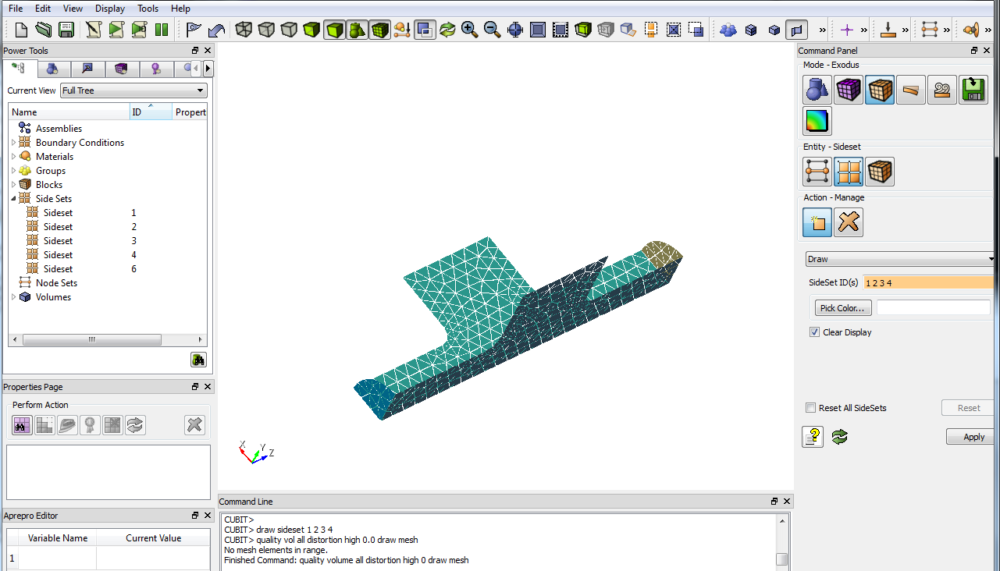 File Edit View Display Tools Help
Power Tools
Current View Full Tree
Name ID Propert
Assemblies
Boundary Conditions
Materials
Groups
Blocks
Side Sets
Sideset 1
Sideset 2
Sideset 3
Sideset 4
Sideset 6
Node Sets
Volumes
Properties Page
Perform Action
Aprepro Editor
Variable Name Current Value
1
X Y Z
Command Line
CUBIT>
CUBIT> draw sideset 1 2 3 4
CUBIT> quality vol all distortion high 0.0 draw mesh
No mesh elements in range.
Finished Command: quality volume all distortion high 0 draw mesh
Command Panel
Mode - Exodus
Entity - Sideset
Action - Manage
Draw
SideSet ID(s) 1 2 3 4
Pick Color...
Clear Display
Reset All SideSets Reset
Apply